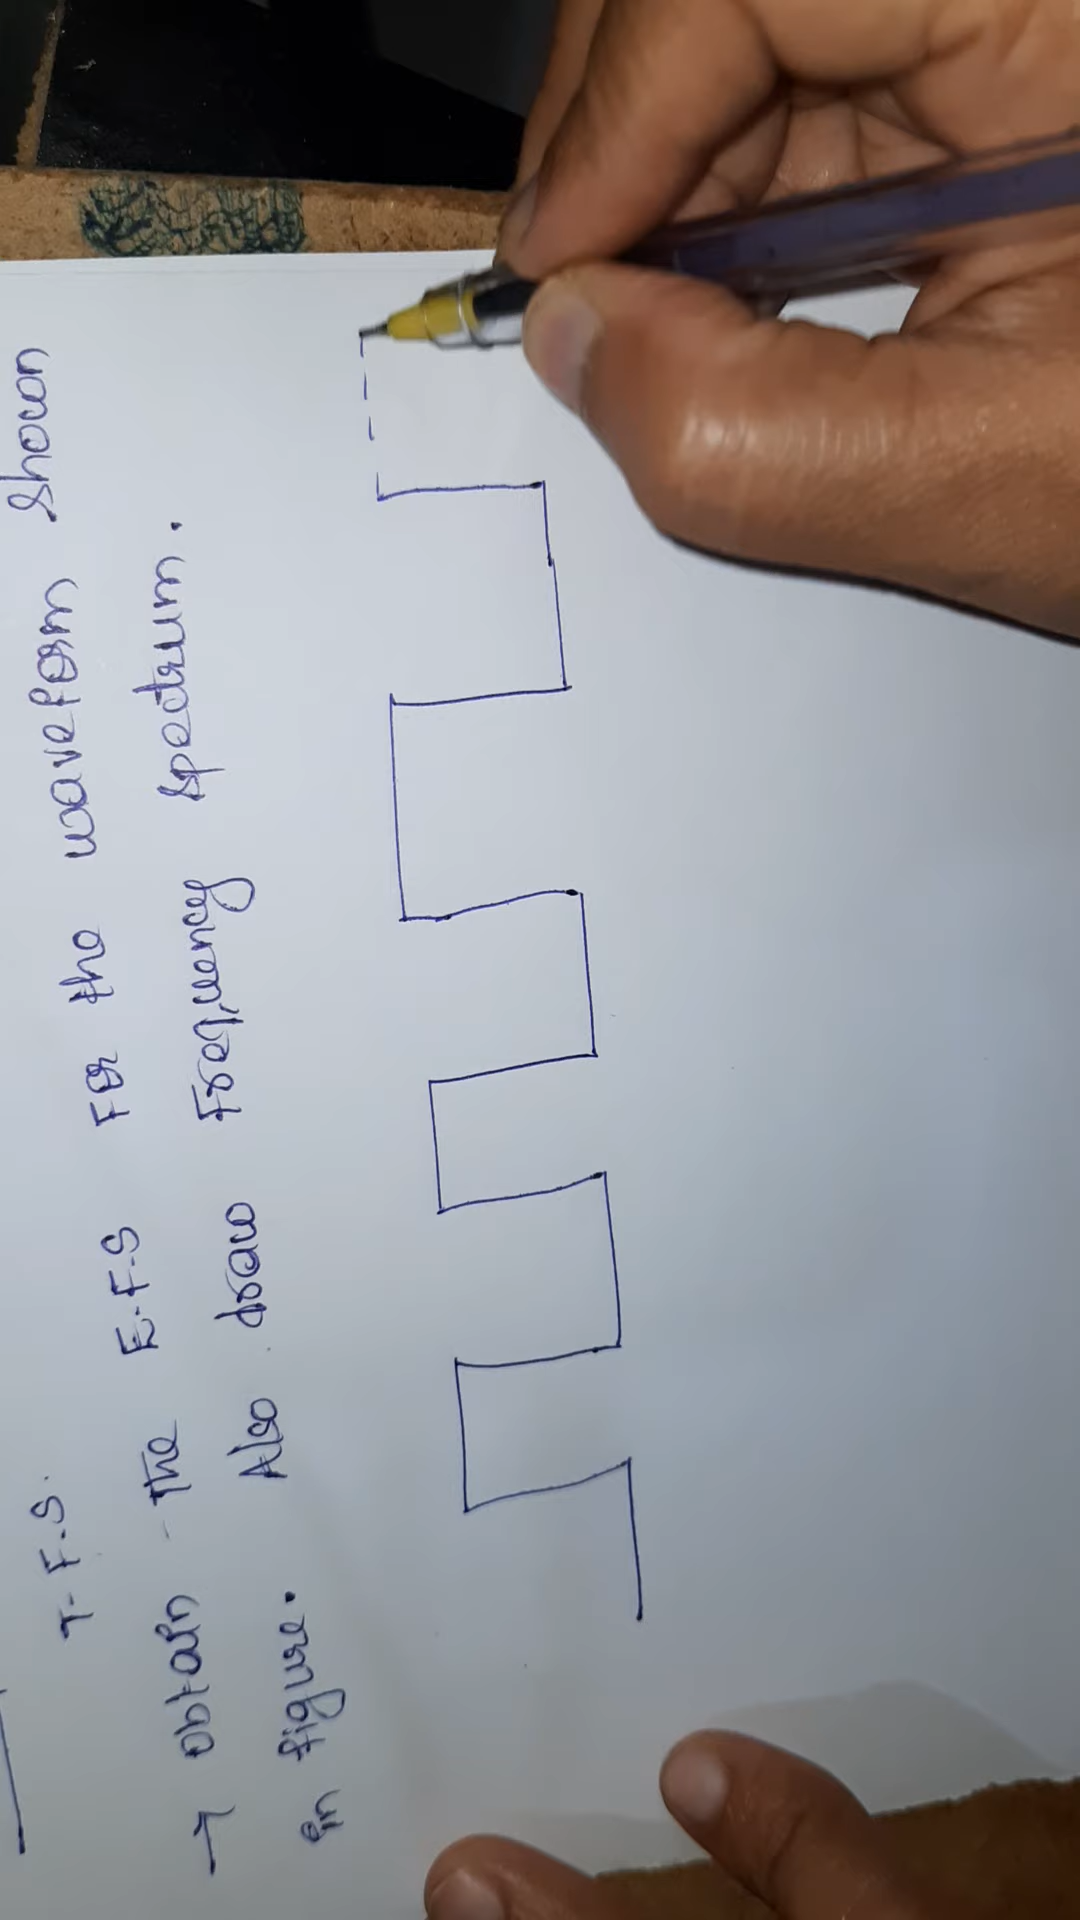 T-F.S.
→ obtain the E.F.S For the waveform shown
in figure. Also draw Frequency spectrum.